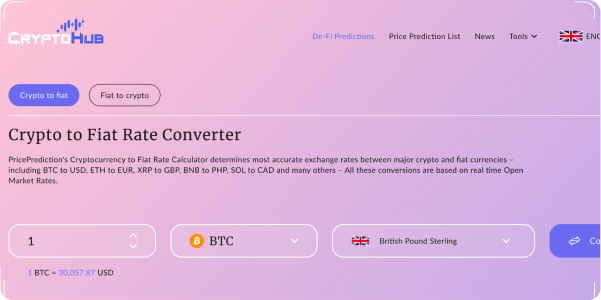 CRYPTOHUB
De-Fi Predictions Price Prediction List News Tools ENG
Crypto to fiat Fiat to crypto
Crypto to Fiat Rate Converter
PricePrediction's Cryptocurrency to Fiat Rate Calculator determines most accurate exchange rates between major crypto and fiat currencies –
including BTC to USD, ETH to EUR, XRP to GBP, BNB to PHP, SOL to CAD and many others – All these conversions are based on real time Open
Market Rates.
1 BTC British Pound Sterling Co
1 BTC = 30,057.87 USD